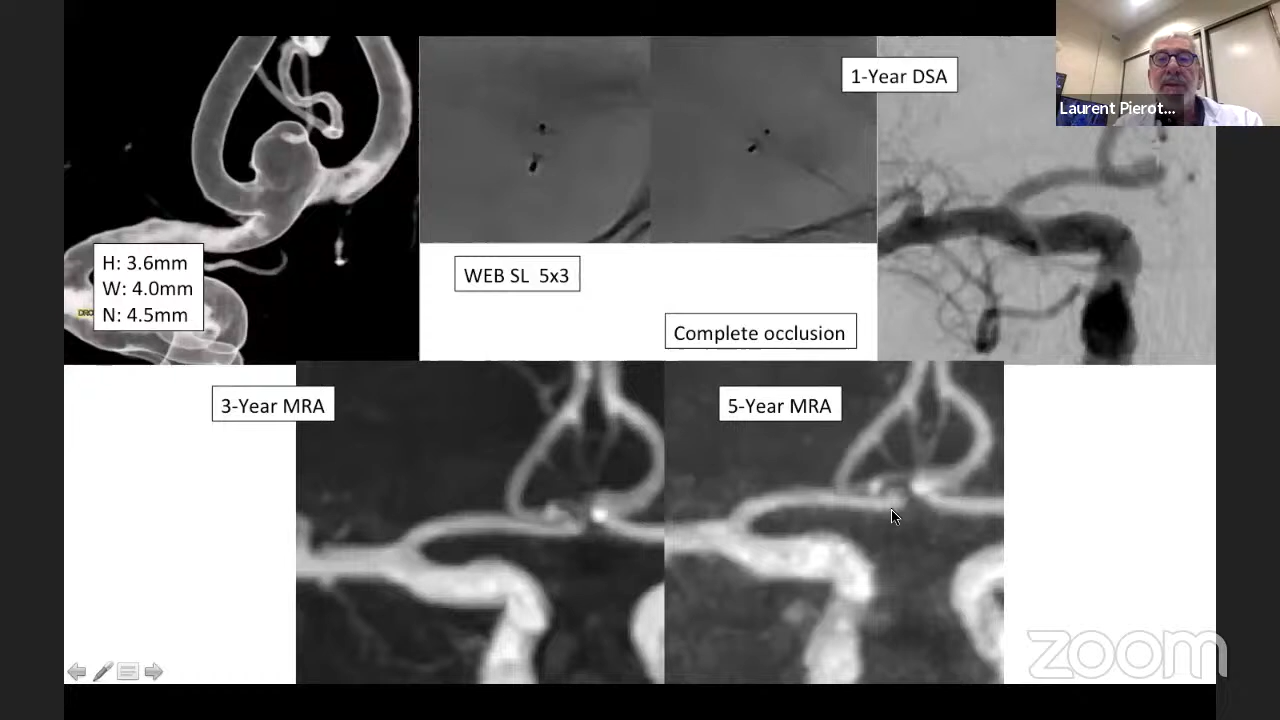 1-Year DSA
Laurent Pierot...
H: 3.6mm
W: 4.0mm
N: 4.5mm
WEB SL 5x3
Complete occlusion
3-Year MRA
5-Year MRA
zoom